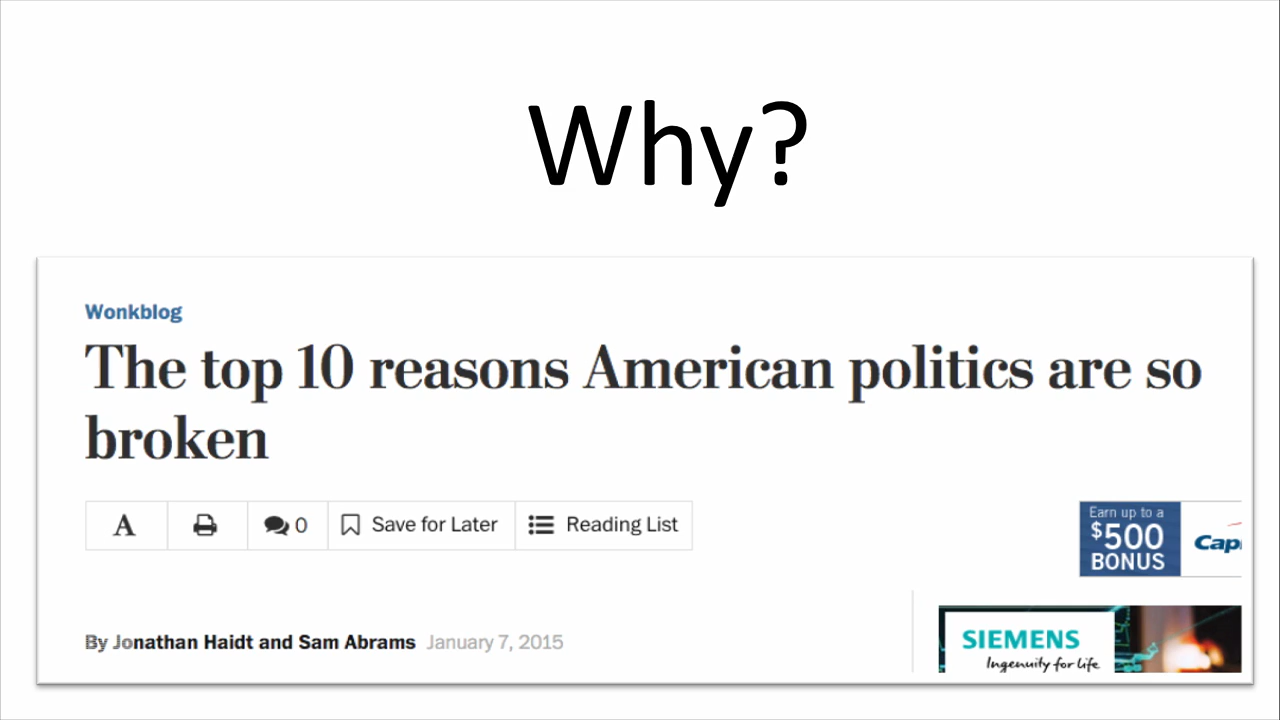 Why?
Wonkblog
The top 10 reasons American politics are so
broken
A
0
Save for Later
Reading List
Earn up to a
$500
BONUS
By Jonathan Haidt and Sam Abrams January 7, 2015
SIEMENS
Ingenuity for life